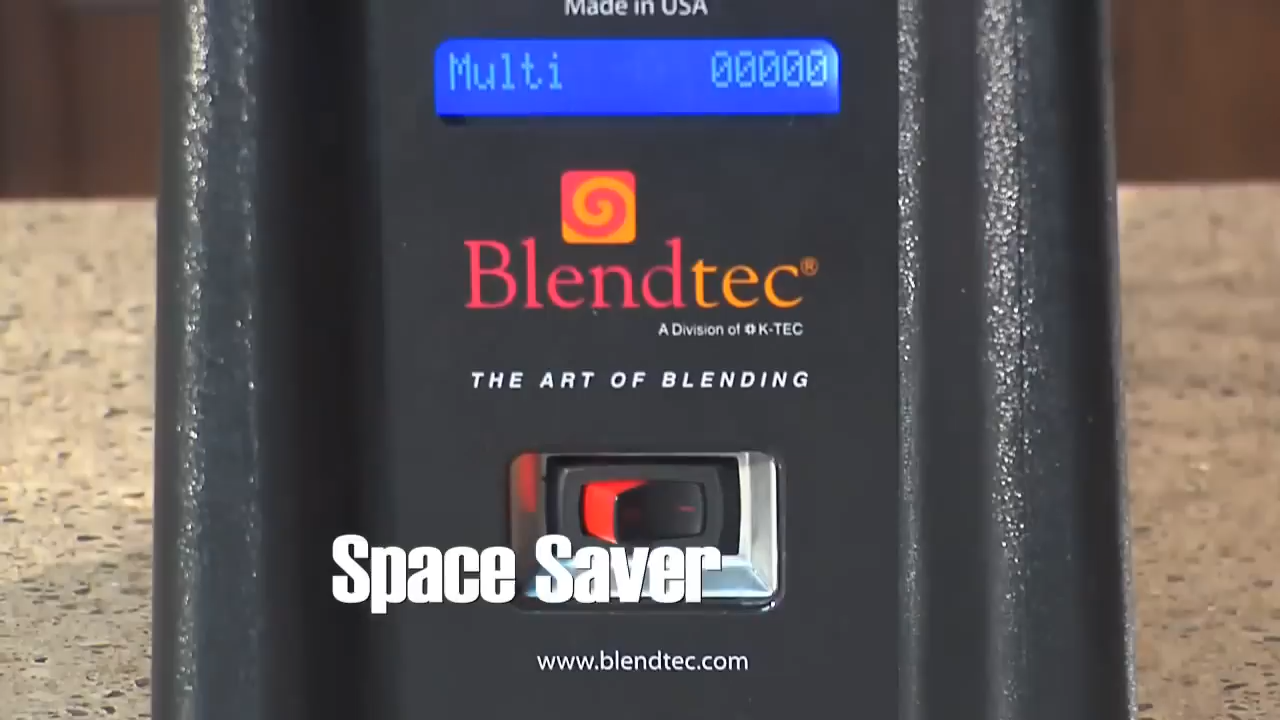 Made in USA
Multi 00000
Blendtec®
A Division of K-TEC
THE ART OF BLENDING
Space Saver
www.blendtec.com